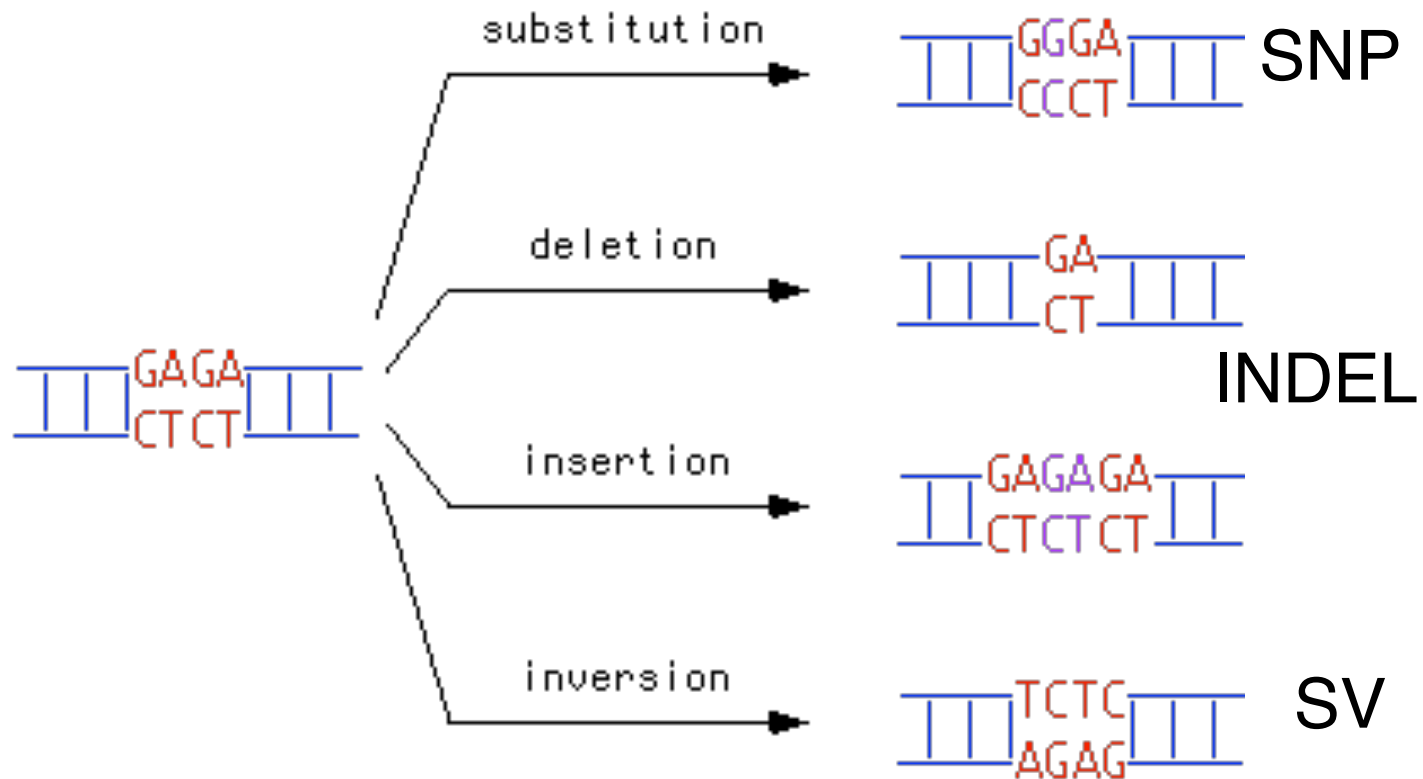 substitution
GGGA
CCCT
SNP
deletion
GA
CT
GAGA
CTCT
INDEL
insertion
GAGAGA
CTCTCT
inversion
TCTC
AGAG
SV